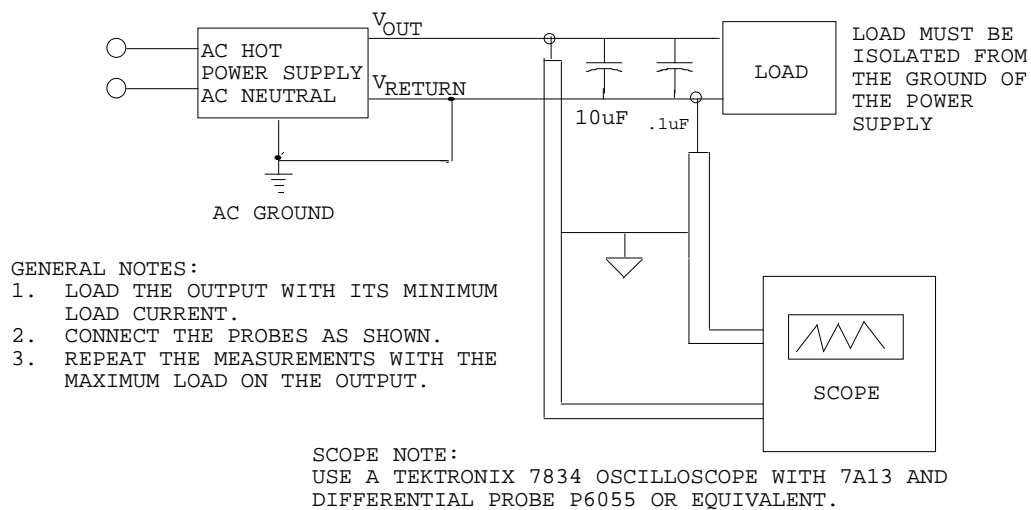 V OUT
AC HOT
POWER SUPPLY
AC NEUTRAL
V RETURN
LOAD
LOAD MUST BE
ISOLATED FROM
THE GROUND OF
THE POWER
SUPPLY
10uF
.1uF
AC GROUND
GENERAL NOTES:
1. LOAD THE OUTPUT WITH ITS MINIMUM
LOAD CURRENT.
2. CONNECT THE PROBES AS SHOWN.
3. REPEAT THE MEASUREMENTS WITH THE
MAXIMUM LOAD ON THE OUTPUT.
SCOPE
SCOPE NOTE:
USE A TEKTRONIX 7834 OSCILLOSCOPE WITH 7A13 AND
DIFFERENTIAL PROBE P6055 OR EQUIVALENT.